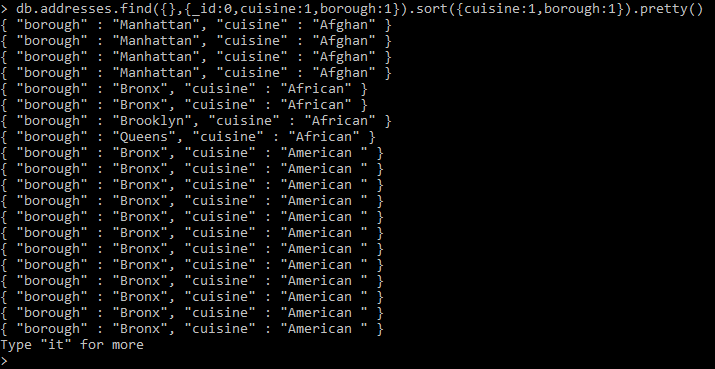 > db.addresses.find({},{_id:0,cuisine:1,borough:1}).sort({cuisine:1,borough:1}).pretty()
{ "borough" : "Manhattan", "cuisine" : "Afghan" }
{ "borough" : "Manhattan", "cuisine" : "Afghan" }
{ "borough" : "Manhattan", "cuisine" : "Afghan" }
{ "borough" : "Manhattan", "cuisine" : "Afghan" }
{ "borough" : "Bronx", "cuisine" : "African" }
{ "borough" : "Bronx", "cuisine" : "African" }
{ "borough" : "Brooklyn", "cuisine" : "African" }
{ "borough" : "Queens", "cuisine" : "African" }
{ "borough" : "Bronx", "cuisine" : "American " }
{ "borough" : "Bronx", "cuisine" : "American " }
{ "borough" : "Bronx", "cuisine" : "American " }
{ "borough" : "Bronx", "cuisine" : "American " }
{ "borough" : "Bronx", "cuisine" : "American " }
{ "borough" : "Bronx", "cuisine" : "American " }
{ "borough" : "Bronx", "cuisine" : "American " }
{ "borough" : "Bronx", "cuisine" : "American " }
{ "borough" : "Bronx", "cuisine" : "American " }
{ "borough" : "Bronx", "cuisine" : "American " }
{ "borough" : "Bronx", "cuisine" : "American " }
{ "borough" : "Bronx", "cuisine" : "American " }
Type "it" for more
>